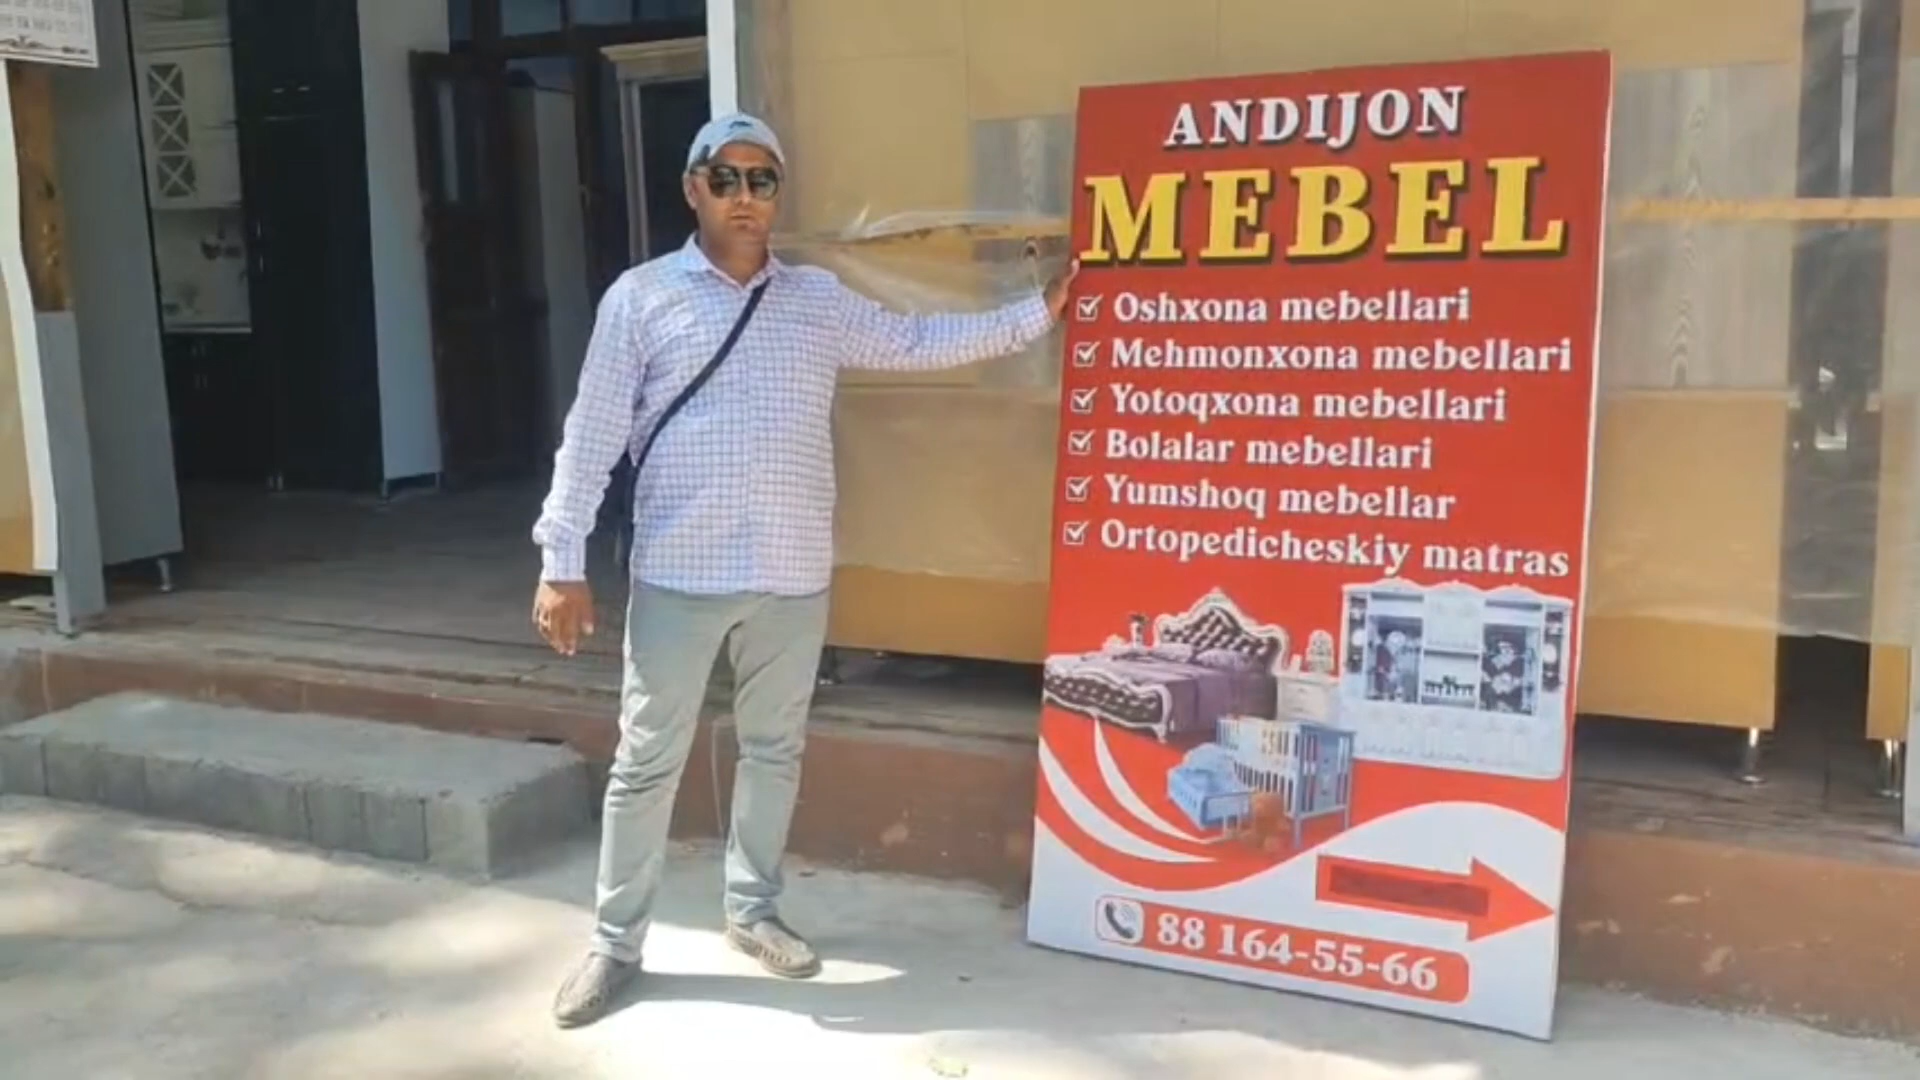 ANDIJON
MEBEL
Oshxona mebellari
Mehmonxona mebellari
Yotoqxona mebellari
Bolalar mebellari
Yumshoq mebellar
Ortopedicheskiy matras
88 164-55-66